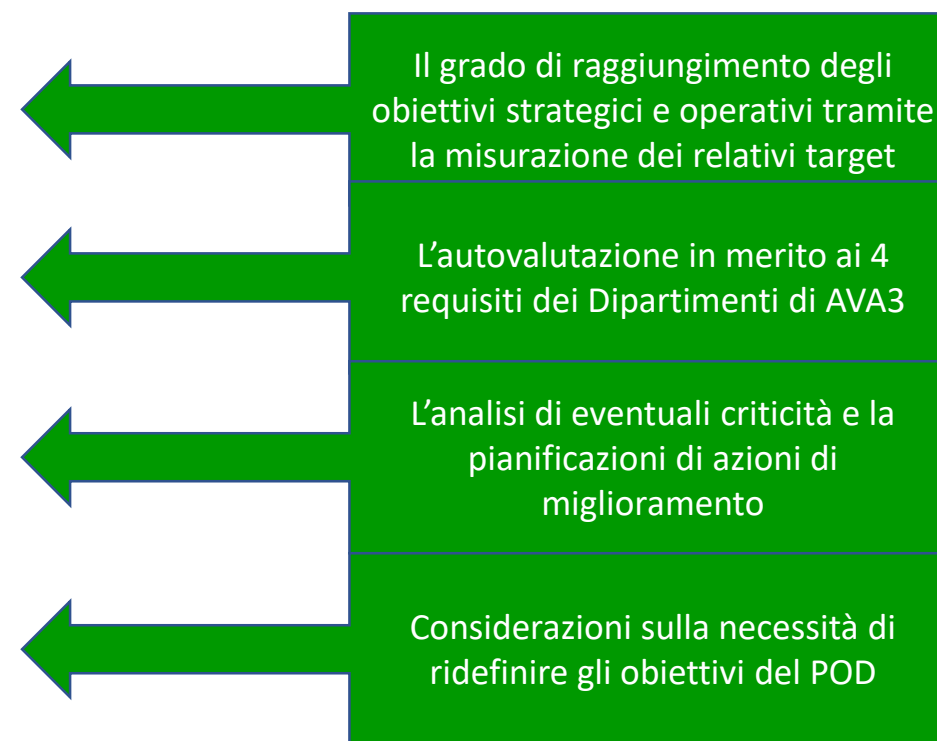 Il grado di raggiungimento degli
obiettivi strategici e operativi tramite
la misurazione dei relativi target
L’autovalutazione in merito ai 4
requisiti dei Dipartimenti di AVA3
L’analisi di eventuali criticità e la
pianificazioni di azioni di
miglioramento
Considerazioni sulla necessità di
ridefinire gli obiettivi del POD